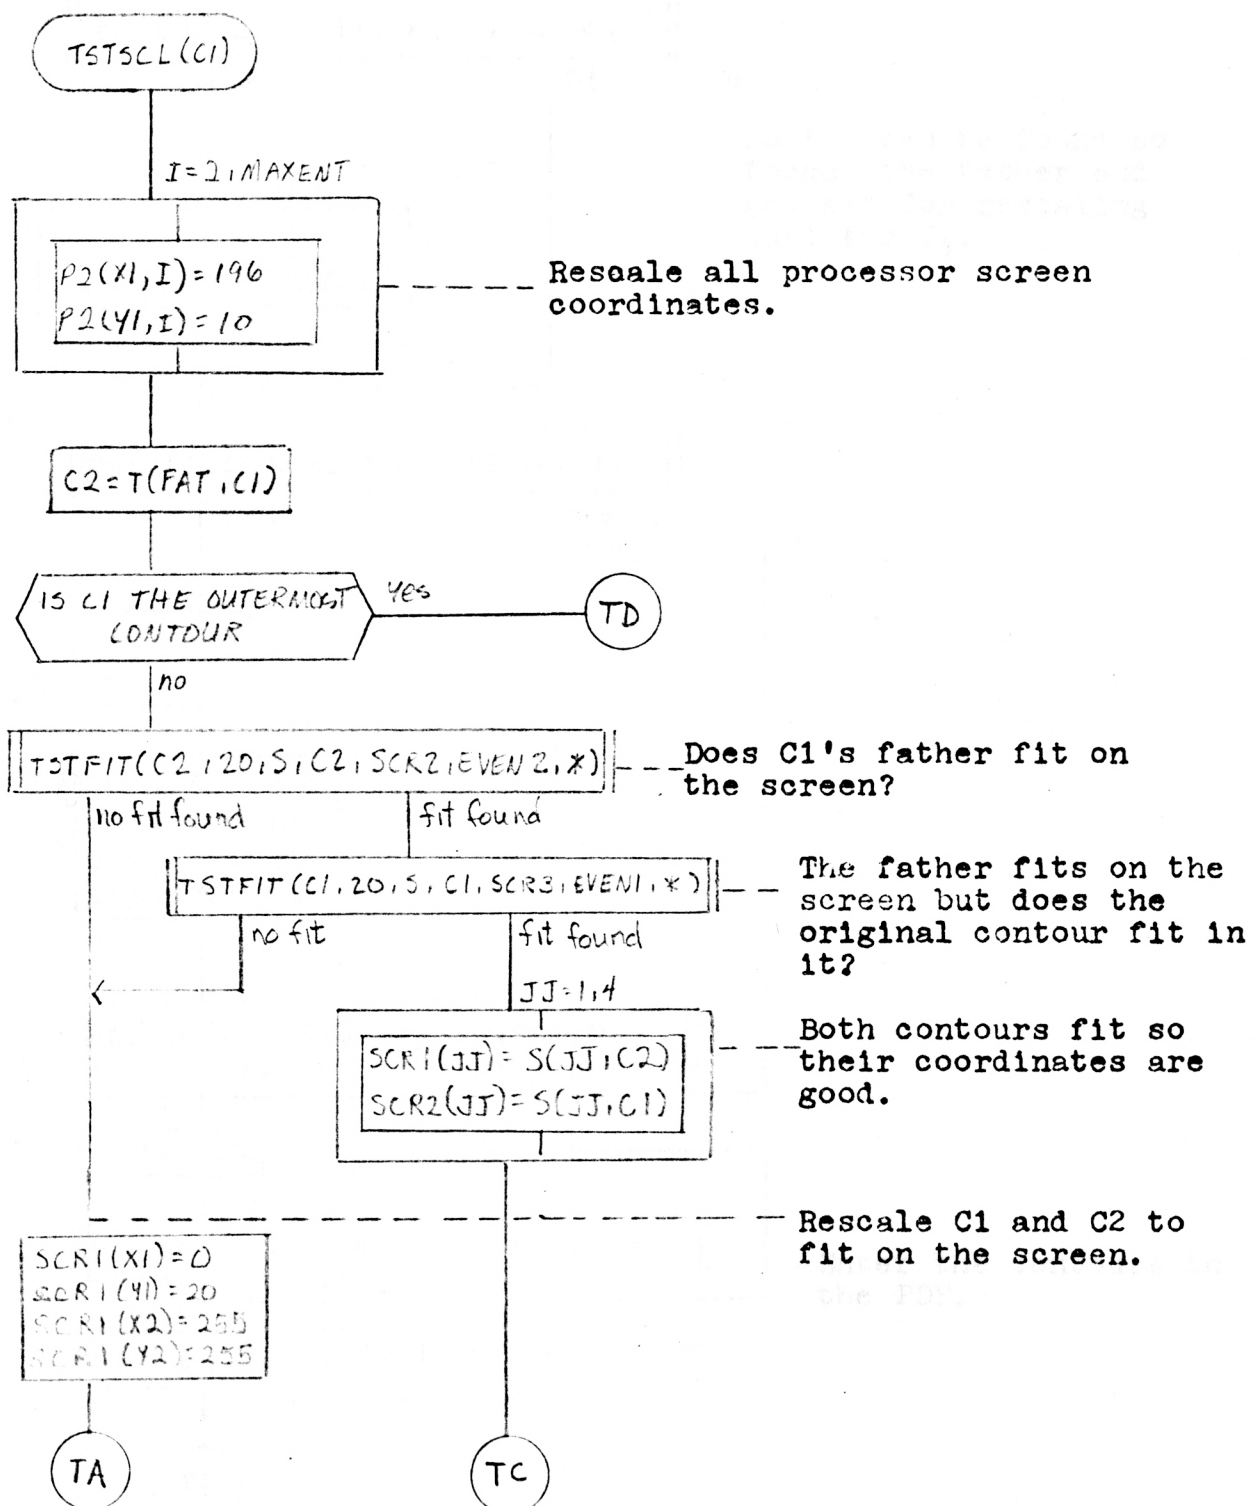 TSTSCL(C1)
I=2,MAXENT
P2(X1,I)=196
P2(Y1,I)=10
Rescale all processor screen
coordinates.
C2=T(FAT,C1)
IS C1 THE OUTERMOST
CONTOUR
yes
TD
no
TSTFIT(C2,20,S,C2,SCR2,EVEN2,*)
Does C1's father fit on
the screen?
no fit found
fit found
TSTFIT(C1,20,S,C1,SCR3,EVEN1,*)
The father fits on the
screen but does the
original contour fit in
it?
no fit
fit found
JJ=1,4
SCR1(JJ)=S(JJ,C2)
SCR2(JJ)=S(JJ,C1)
Both contours fit so
their coordinates are
good.
Rescale C1 and C2 to
fit on the screen.
SCR1(X1)=0
SCR1(Y1)=20
SCR1(X2)=255
SCR1(Y2)=255
the PDP.
TA
TC